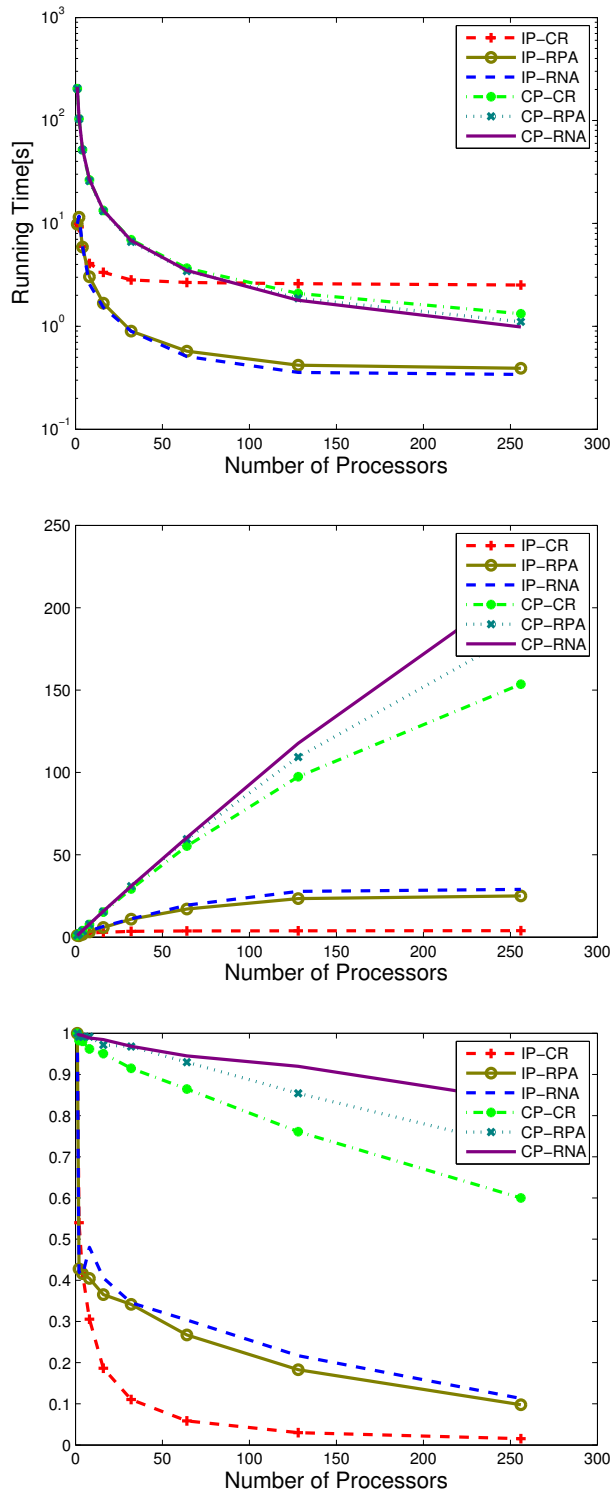 10^3
10^2
10^1
10^0
10^-1
Running Time[s]
0 50 100 150 200 250 300
Number of Processors
IP−CR
IP−RPA
IP−RNA
CP−CR
CP−RPA
CP−RNA
250
200
150
100
50
0
0 50 100 150 200 250 300
Number of Processors
IP−CR
IP−RPA
IP−RNA
CP−CR
CP−RPA
CP−RNA
1
0.9
0.8
0.7
0.6
0.5
0.4
0.3
0.2
0.1
0
0 50 100 150 200 250 300
Number of Processors
IP−CR
IP−RPA
IP−RNA
CP−CR
CP−RPA
CP−RNA